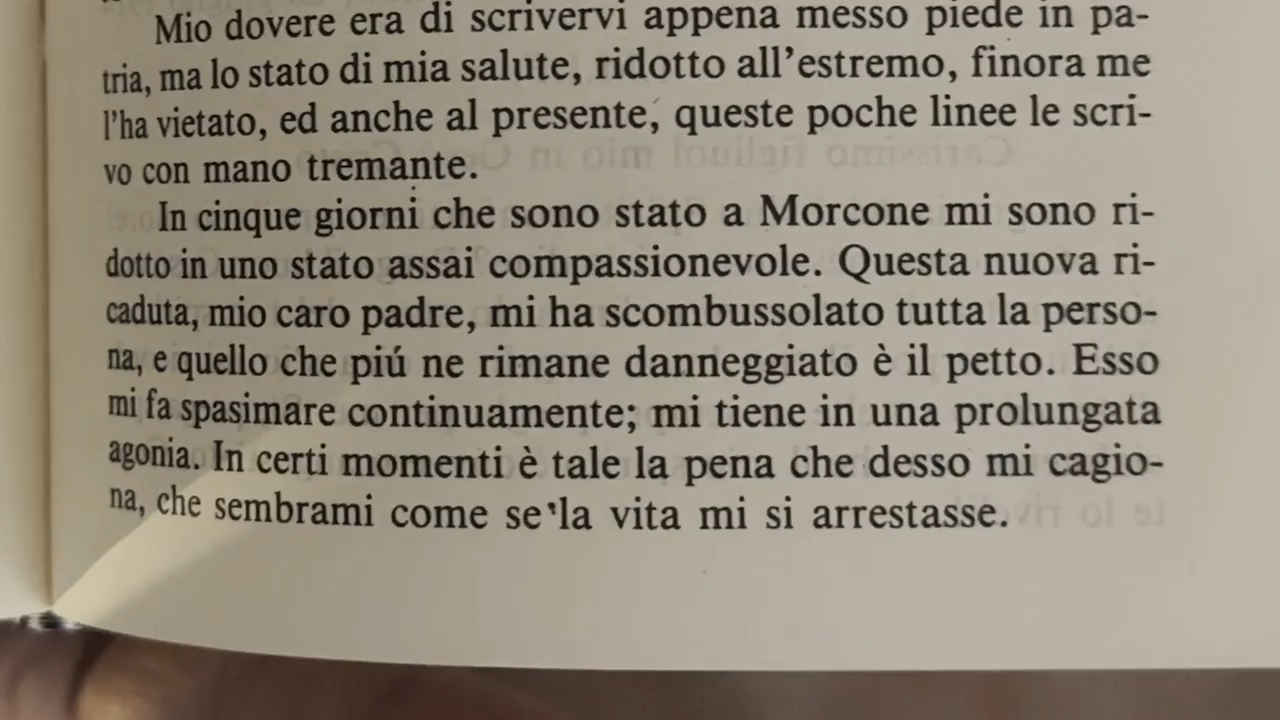 Mio dovere era di scrivervi appena messo piede in pa-
tria, ma lo stato di mia salute, ridotto all'estremo, finora me
l'ha vietato, ed anche al presente, queste poche linee le scri-
vo con mano tremante.
In cinque giorni che sono stato a Morcone mi sono ri-
dotto in uno stato assai compassionevole. Questa nuova ri-
caduta, mio caro padre, mi ha scombussolato tutta la perso-
na, e quello che piú ne rimane danneggiato è il petto. Esso
mi fa spasimare continuamente; mi tiene in una prolungata
agonia. In certi momenti è tale la pena che desso mi cagio-
na, che sembrami come se la vita mi si arrestasse.